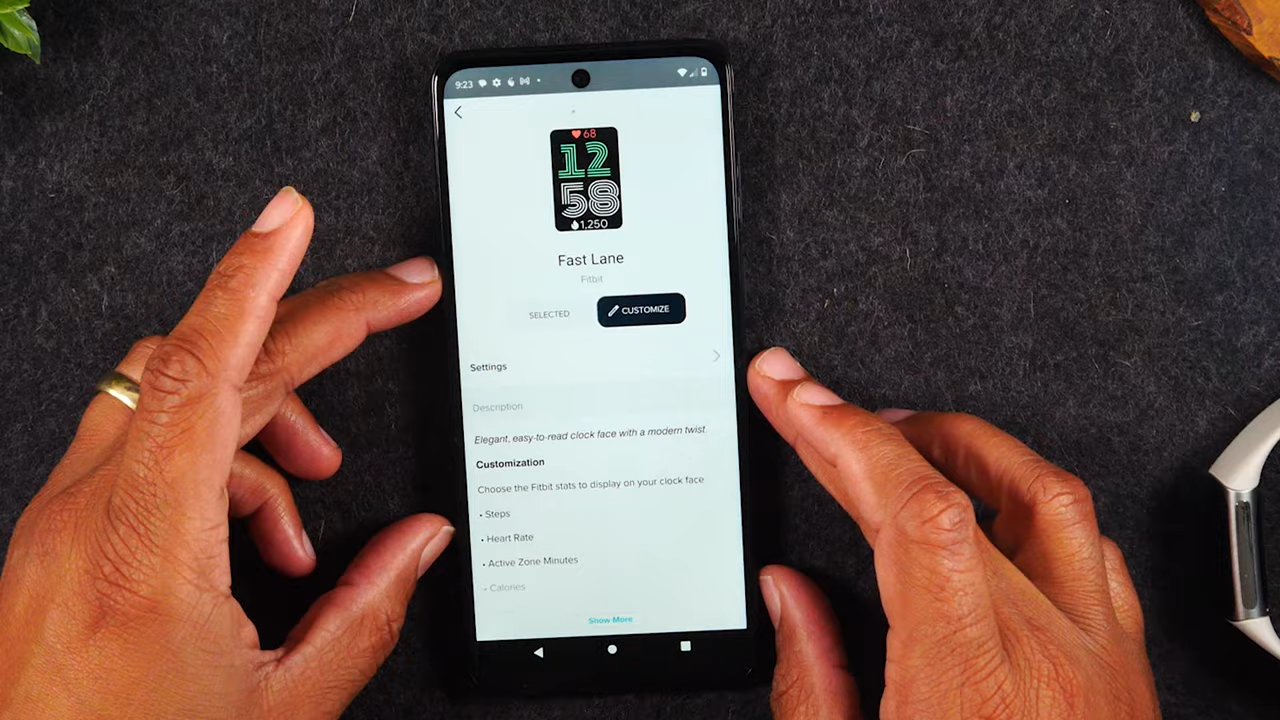 9:23
68
12
58
1,250
Fast Lane
Fitbit
SELECTED
CUSTOMIZE
Settings
Description
Elegant, easy-to-read clock face with a modern twist.
Customization
Choose the Fitbit stats to display on your clock face
• Steps
• Heart Rate
• Active Zone Minutes
• Calories
Show More